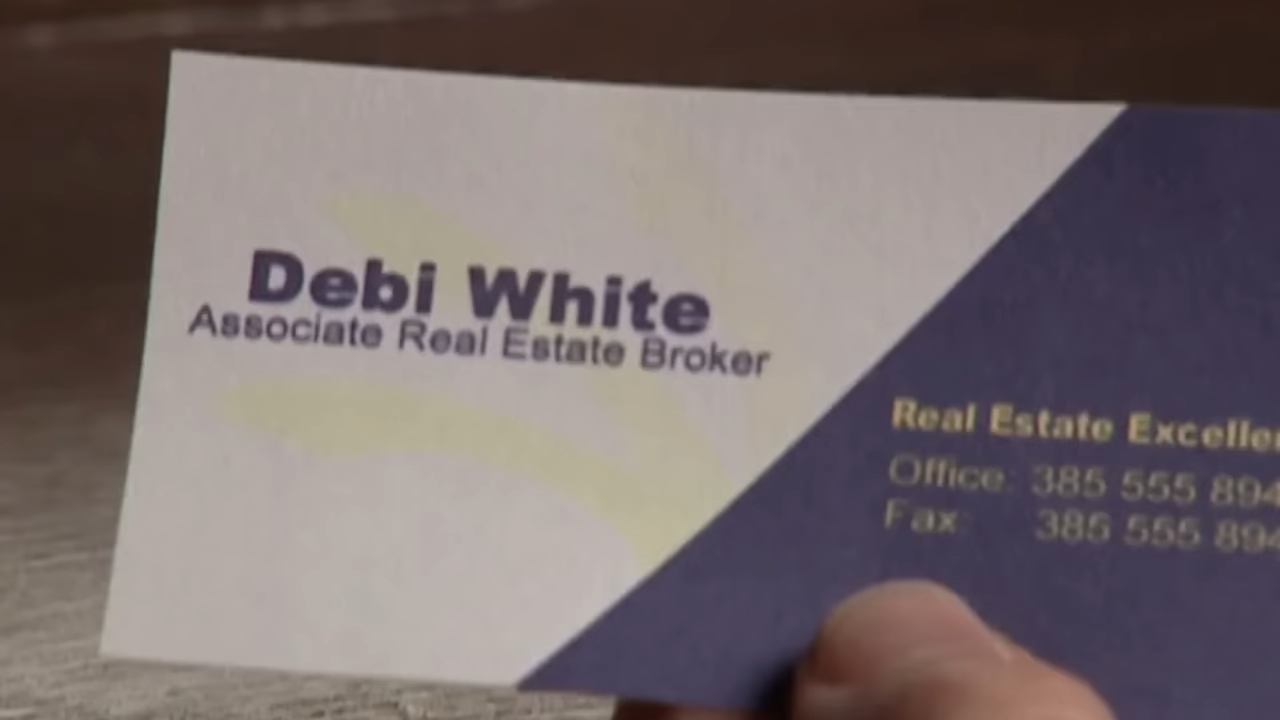 Debi White
Associate Real Estate Broker
Real Estate Excelle
Office: 385 555 894
Fax: 385 555 894